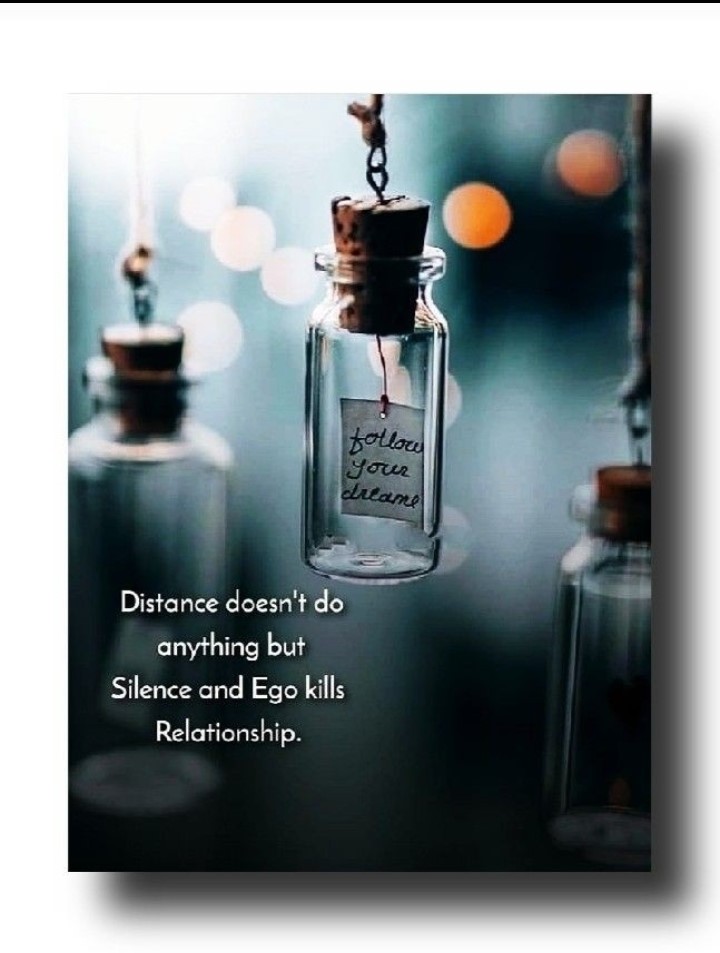 follow
your
dreams
Distance doesn't do
anything but
Silence and Ego kills
Relationship.